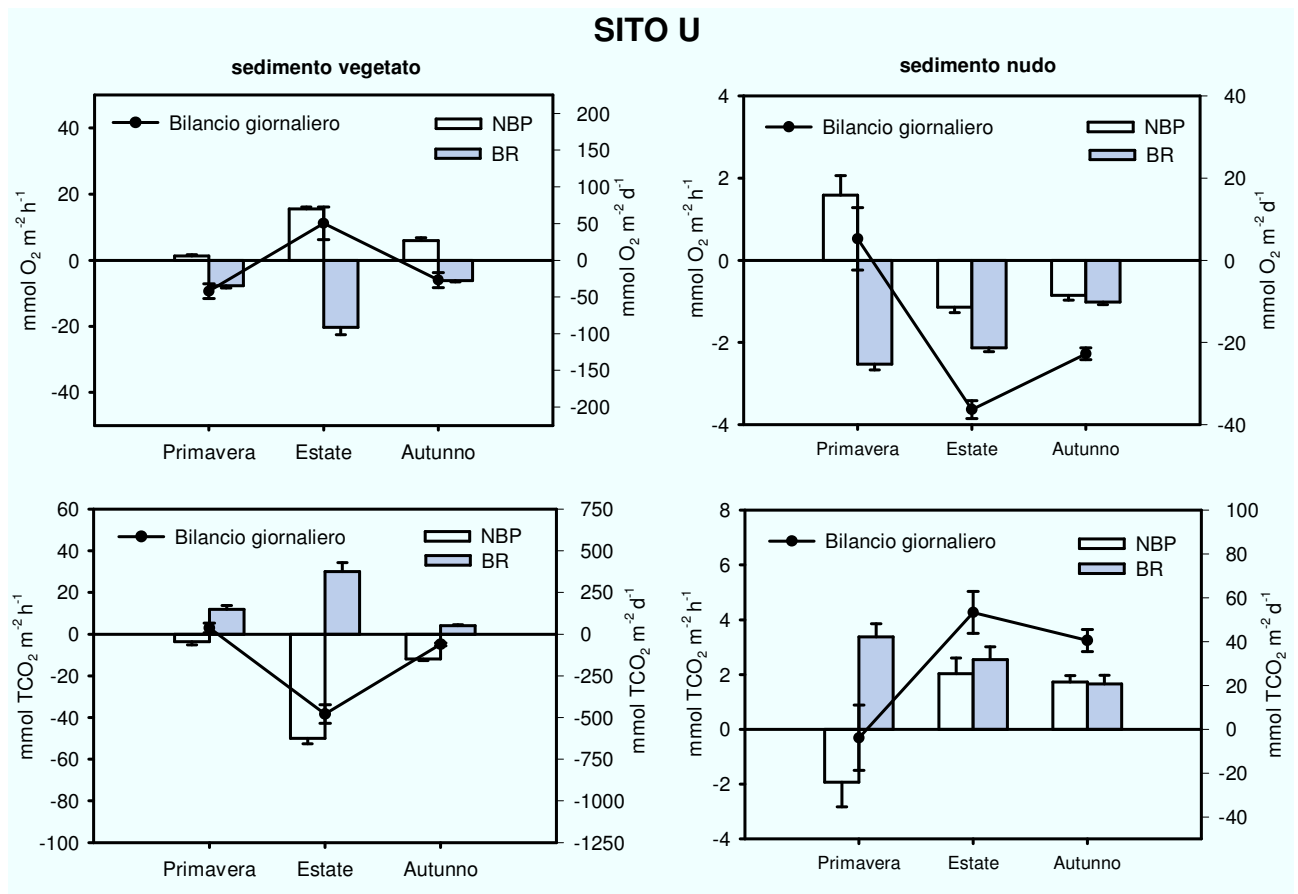 SITO U
sedimento vegetato
mmol O2 m-2 h-1
40
20
0
-20
-40
Bilancio giornaliero
NBP
BR
200
150
100
50
0
-50
-100
-150
-200
mmol O2 m-2 d-1
Primavera
Estate
Autunno
sedimento nudo
mmol O2 m-2 h-1
4
2
0
-2
-4
Bilancio giornaliero
NBP
BR
40
20
0
-20
-40
mmol O2 m-2 d-1
Primavera
Estate
Autunno
mmol TCO2 m-2 h-1
60
40
20
0
-20
-40
-60
-80
-100
Bilancio giornaliero
NBP
BR
750
500
250
0
-250
-500
-750
-1000
-1250
mmol TCO2 m-2 d-1
Primavera
Estate
Autunno
mmol TCO2 m-2 h-1
8
6
4
2
0
-2
-4
Bilancio giornaliero
NBP
BR
100
80
60
40
20
0
-20
-40
mmol TCO2 m-2 d-1
Primavera
Estate
Autunno